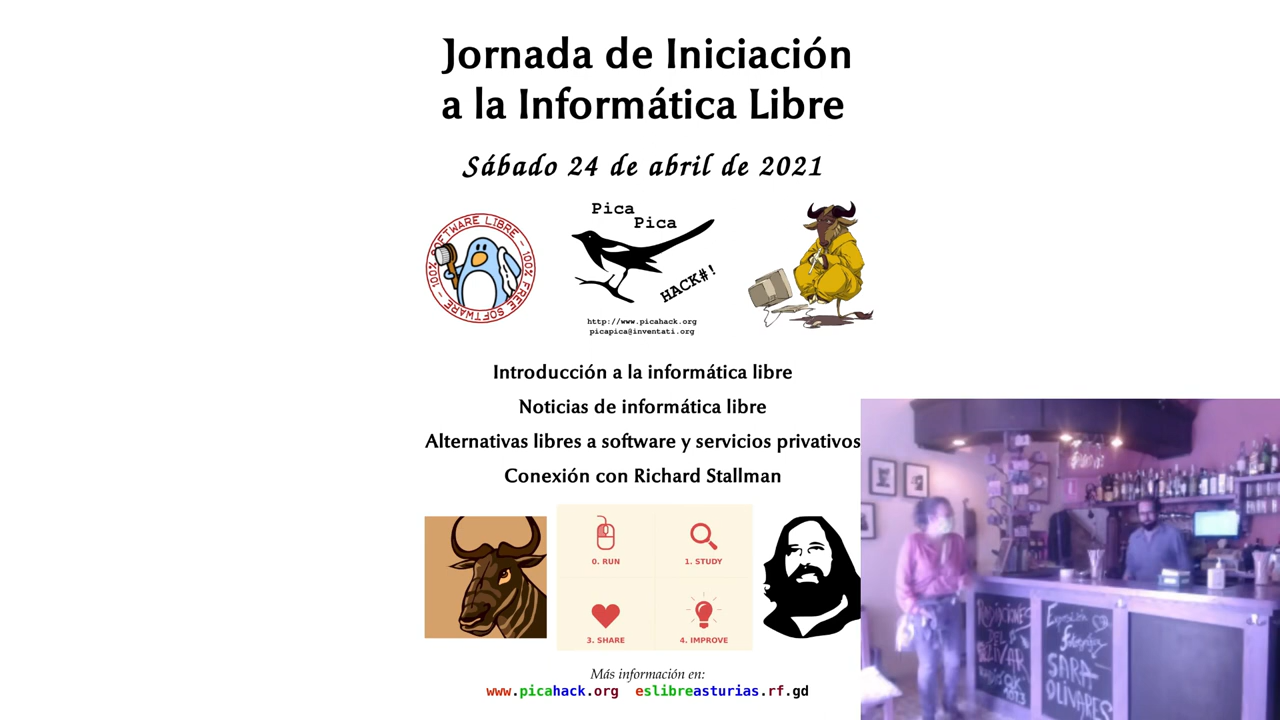 Jornada de Iniciación
a la Informática Libre
Sábado 24 de abril de 2021
100% SOFTWARE LIBRE - 100% FREE SOFTWARE -
Pica
Pica
HACK#!
http://www.picahack.org
picapica@inventati.org
Introducción a la informática libre
Noticias de informática libre
Alternativas libres a software y servicios privativos
Conexión con Richard Stallman
0. RUN
1. STUDY
3. SHARE
4. IMPROVE
Más información en:
www.picahack.org eslibreasturias.rf.gd
DEL
SARA
OLIVARES